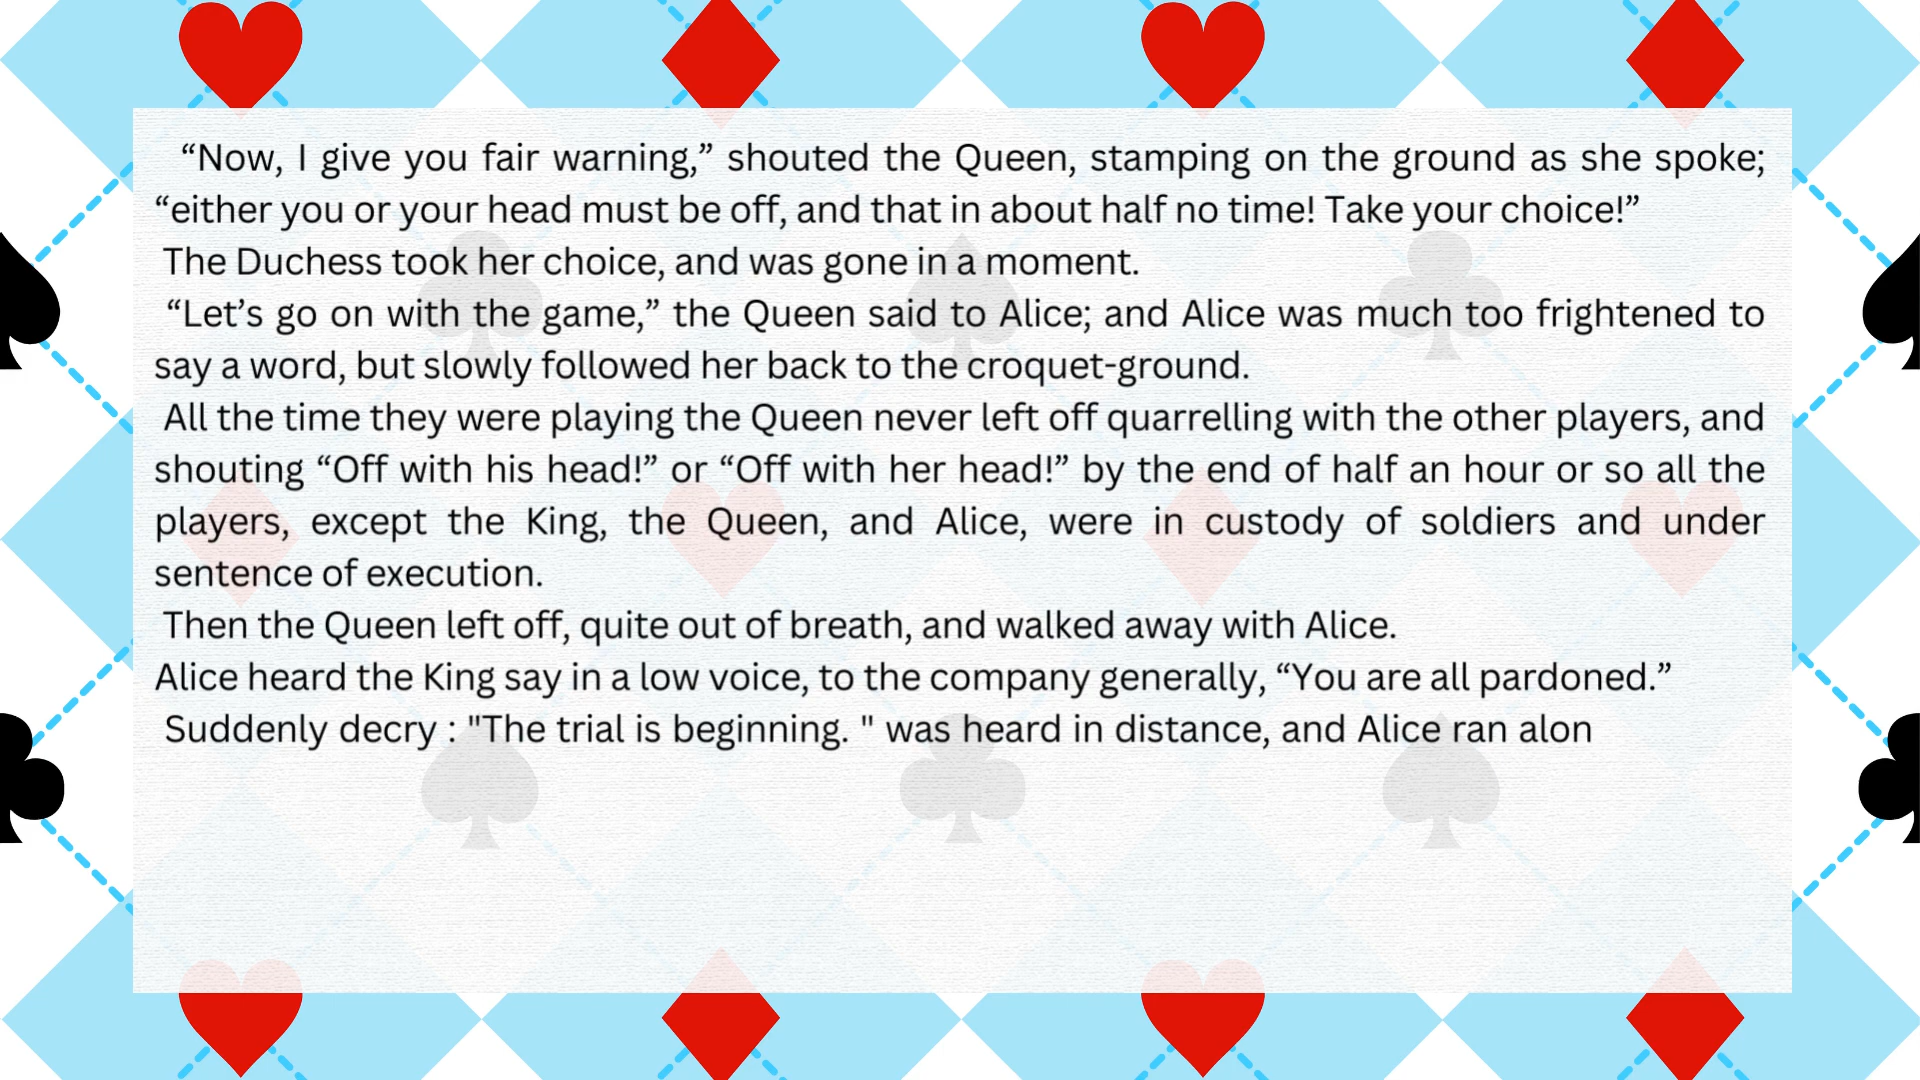 “Now, I give you fair warning,” shouted the Queen, stamping on the ground as she spoke;
“either you or your head must be off, and that in about half no time! Take your choice!”
The Duchess took her choice, and was gone in a moment.
“Let’s go on with the game,” the Queen said to Alice; and Alice was much too frightened to
say a word, but slowly followed her back to the croquet-ground.
All the time they were playing the Queen never left off quarrelling with the other players, and
shouting “Off with his head!” or “Off with her head!” by the end of half an hour or so all the
players, except the King, the Queen, and Alice, were in custody of soldiers and under
sentence of execution.
Then the Queen left off, quite out of breath, and walked away with Alice.
Alice heard the King say in a low voice, to the company generally, “You are all pardoned.”
Suddenly decry : "The trial is beginning. " was heard in distance, and Alice ran alon